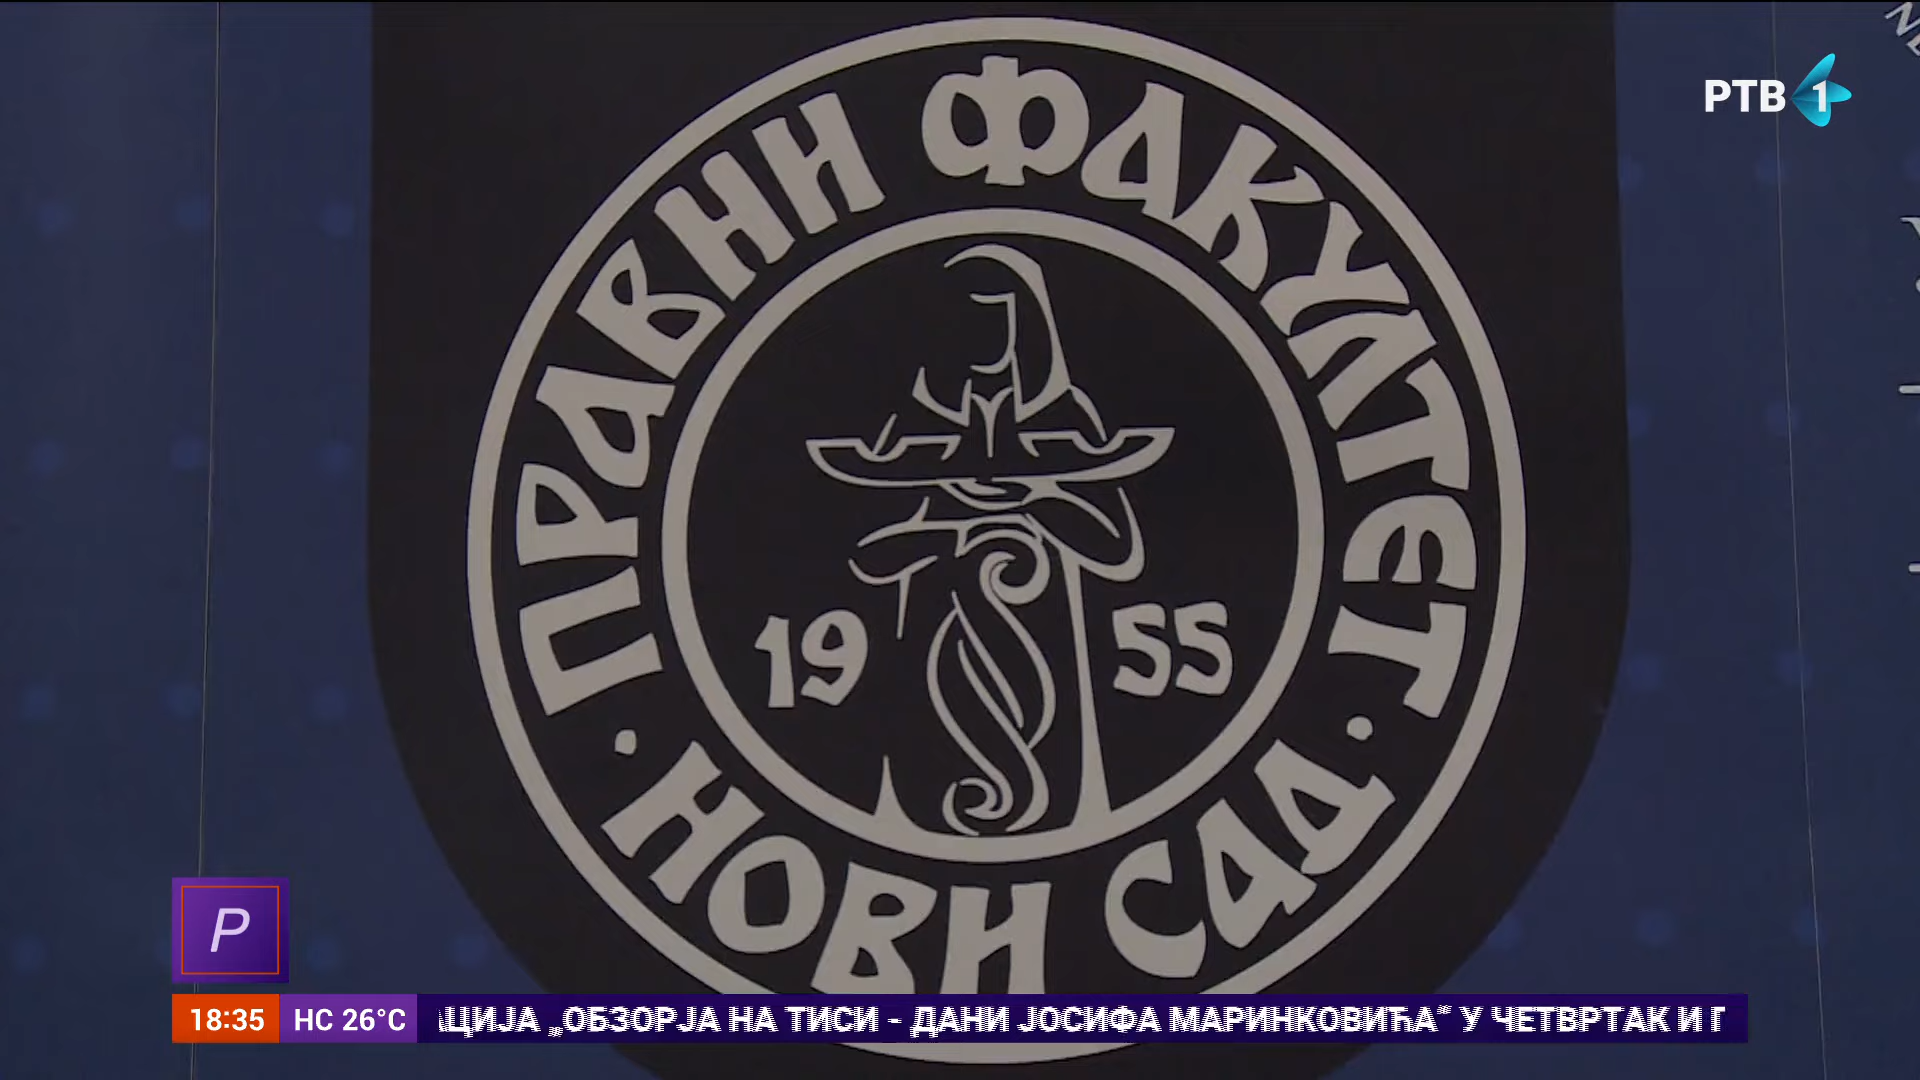 РТВ 1
ПРАВНИ ФАКУЛТЕТ
19 55
• НОВИ САД •
Р
18:35 НС 26°C „ОБЗОРЈА НА ТИСИ - ДАНИ ЈОСИФА МАРИНКОВИЋА“ У ЧЕТВРТАК И